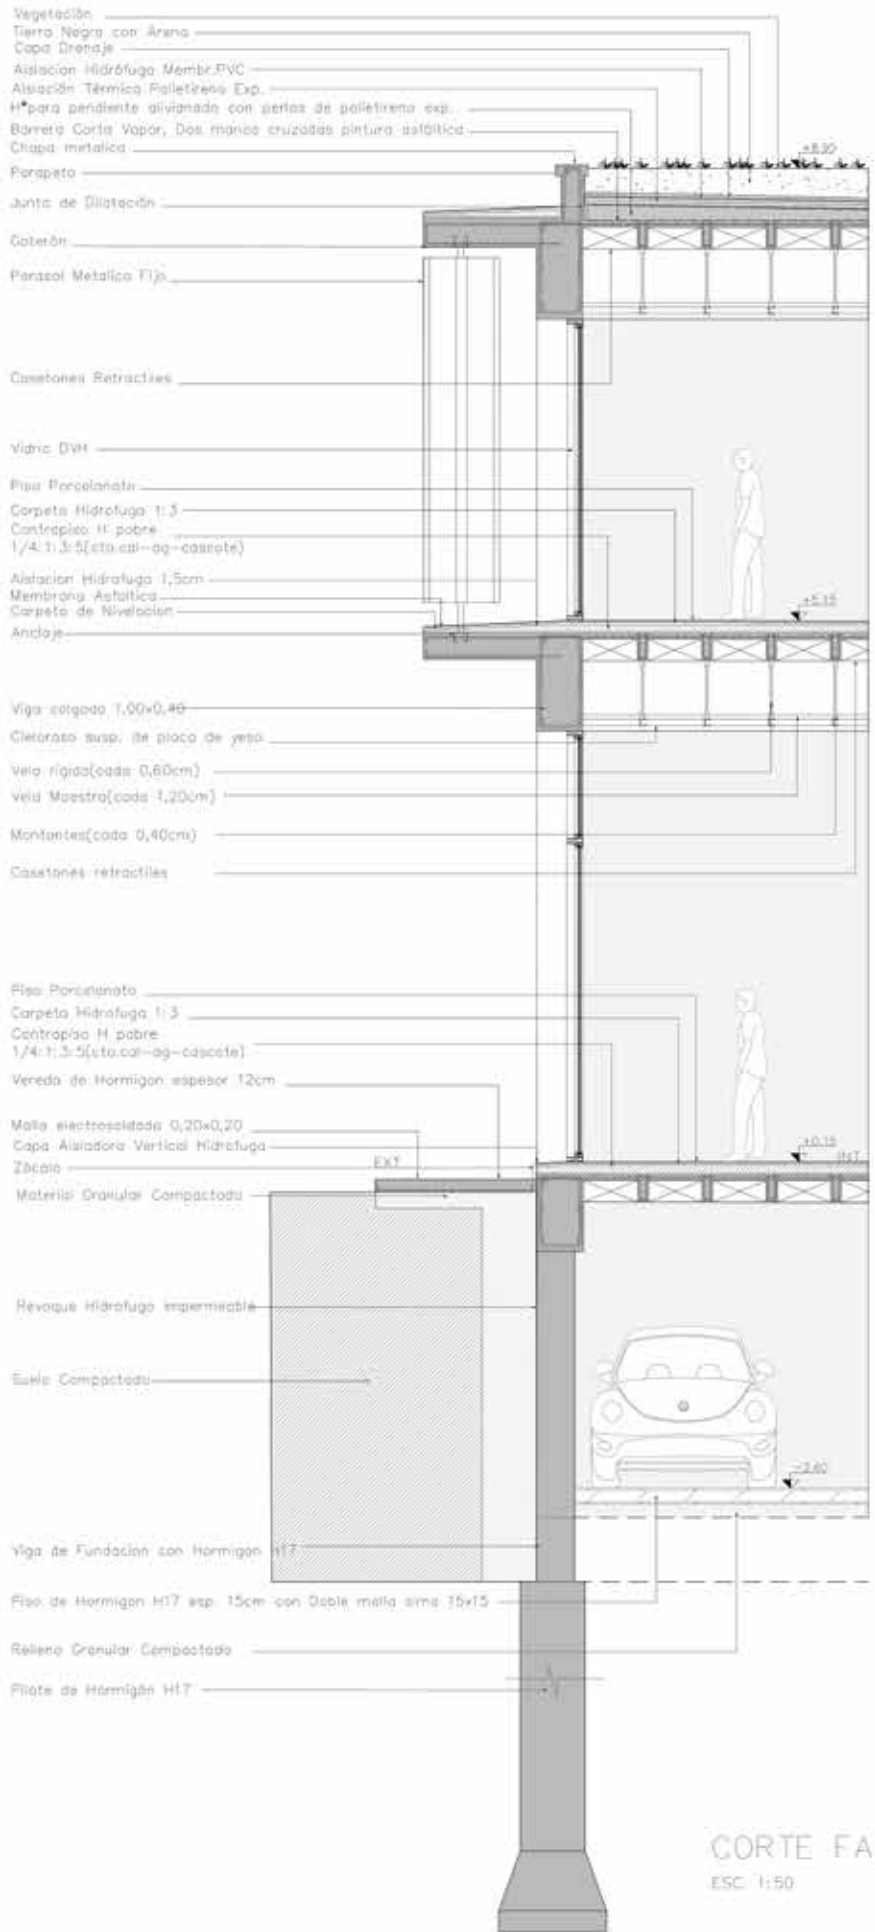 Vegetación
Tierra Negra con Arena
Capa Drenaje
Aislacion Hidrófuga Membr.PVC
Aislación Térmica Polietireno Exp.
H°para pendiente alivianado con perlas de polietireno exp.
Barrera Corta Vapor, Dos manos cruzadas pintura asfáltica
Chapa metalica
+8.90
Parapeto
Junta de Dilatación
Goterón
Parasol Metalico Fijo
Casetones Retractiles
Vidrio DVH
Piso Porcelanato
Carpeta Hidrofuga 1:3
Contrapiso H pobre
1/4:1:3:5(cto.cal-ag-cascote)
Aislacion Hidrofuga 1,5cm
Membrana Asfaltica
Carpeta de Nivelacion
+5.15
Anclaje
Viga colgada 1,00x0,40
Cieloraso susp. de placa de yeso
Vela rigida(cada 0,60cm)
Vela Maestra(cada 1,20cm)
Montantes(cada 0,40cm)
Casetones retractiles
Piso Porcelanato
Carpeta Hidrofuga 1:3
Contrapiso H pobre
1/4:1:3:5(cto.cal-ag-cascote)
Vereda de Hormigon espesor 12cm
Malla electrosoldada 0,20x0,20
Capa Aisladora Vertical Hidrofuga
+0.15
Zócalo
EXT
INT
Material Granular Compactado
Revoque Hidrofugo impermeable
Suelo Compactado
-2.60
Viga de Fundacion con Hormigon H17
Piso de Hormigon H17 esp. 15cm con Doble malla sima 15x15
Relleno Granular Compactado
Pilote de Hormigón H17
CORTE FA
ESC. 1:50